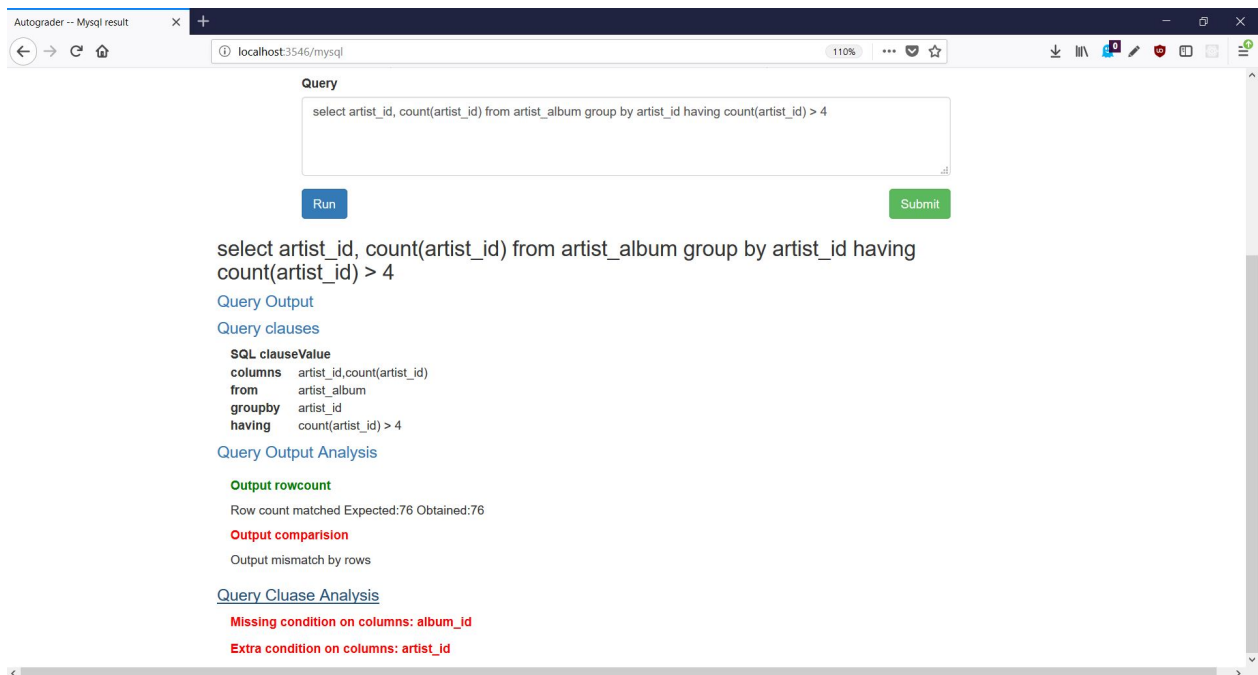 Autograder -- Mysql result
localhost:3546/mysql
110%
0
Query
select artist_id, count(artist_id) from artist_album group by artist_id having count(artist_id) > 4
Run
Submit
select artist_id, count(artist_id) from artist_album group by artist_id having
count(artist_id) > 4
Query Output
Query clauses
SQL clauseValue
columns artist_id,count(artist_id)
from artist_album
groupby artist_id
having count(artist_id) > 4
Query Output Analysis
Output rowcount
Row count matched Expected:76 Obtained:76
Output comparision
Output mismatch by rows
Query Cluase Analysis
Missing condition on columns: album_id
Extra condition on columns: artist_id